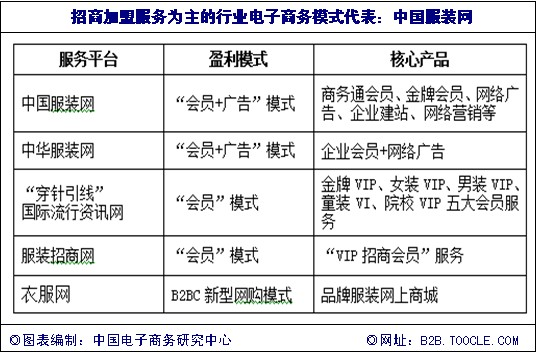 招商加盟服务为主的行业电子商务模式代表：中国服装网
服务平台 盈利模式 核心产品
中国服装网 “会员+广告”模式 商务通会员、金牌会员、网络广
告、企业建站、网络营销等
中华服装网 “会员+广告”模式 企业会员+网络广告
“穿针引线”
国际流行资讯网 “会员”模式 金牌 VIP、女装 VIP、男装 VIP、
童装 VI、院校 VIP 五大会员服
务
服装招商网 “会员”模式 “VIP 招商会员”服务
衣服网 B2BC 新型网购模式 品牌服装网上商城
◎图表编制：中国电子商务研究中心 ◎网址：B2B.TOOCLE.COM